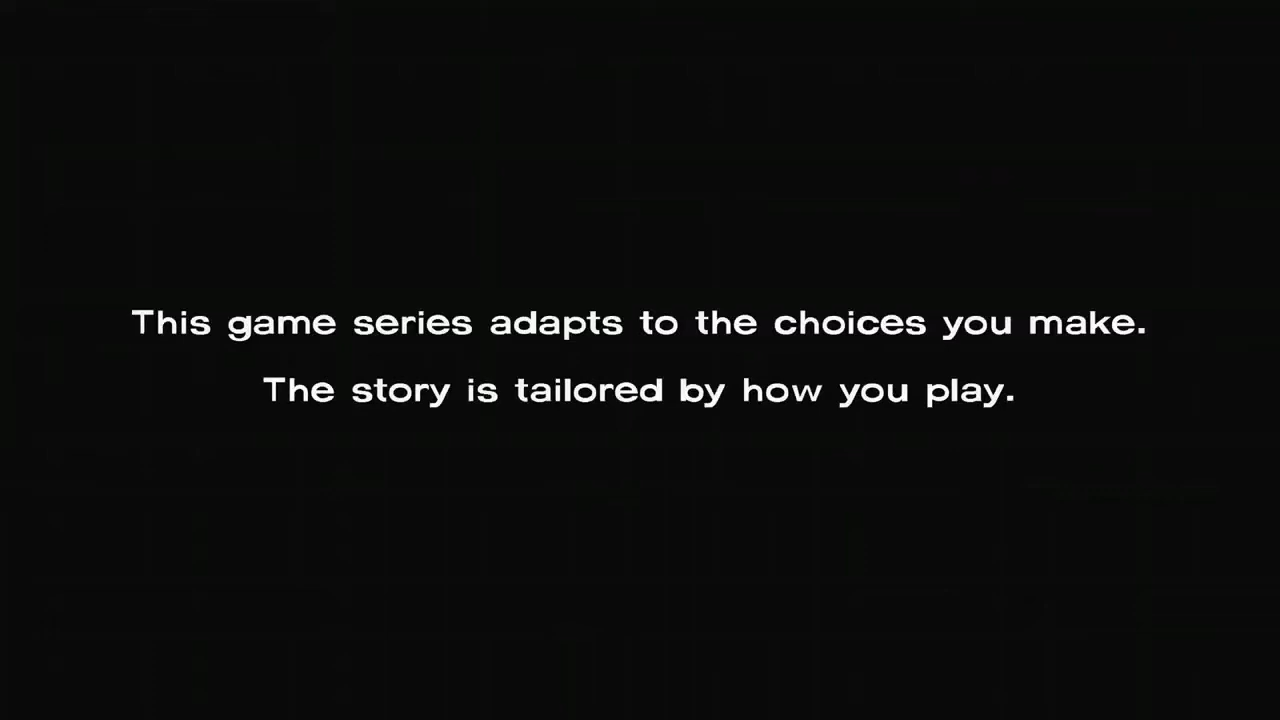 This game series adapts to the choices you make.
The story is tailored by how you play.